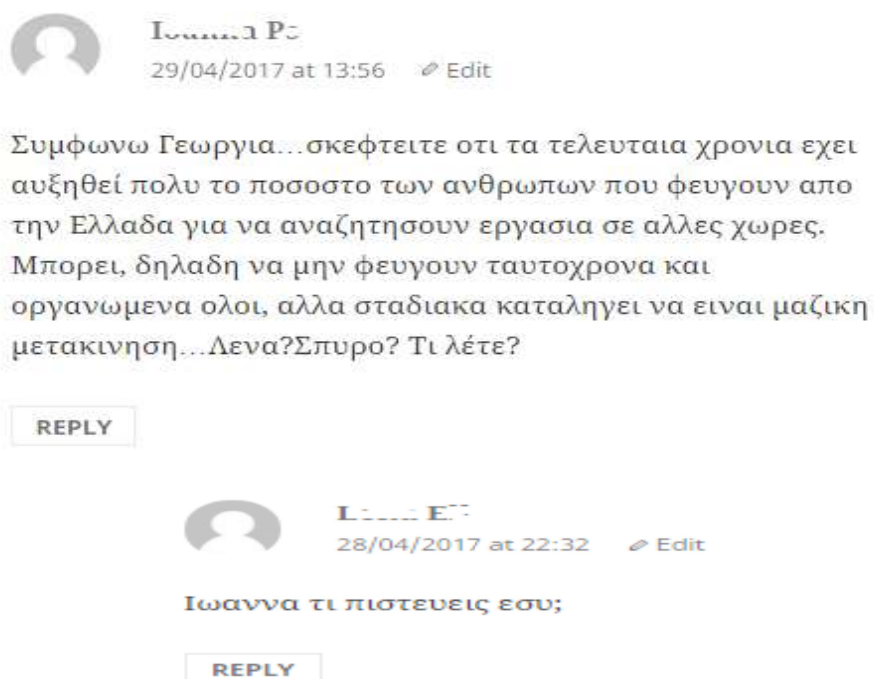 29/04/2017 at 13:56 Edit
Συμφωνω Γεωργια…σκεφτειτε οτι τα τελευταια χρονια εχει
αυξηθεί πολυ το ποσοστο των ανθρωπων που φευγουν απο
την Ελλαδα για να αναζητησουν εργασια σε αλλες χωρες.
Μπορει, δηλαδη να μην φευγουν ταυτοχρονα και
οργανωμενα ολοι, αλλα σταδιακα καταληγει να ειναι μαζικη
μετακινηση…Λενα?Σπυρο? Τι λέτε?
REPLY
28/04/2017 at 22:32 Edit
Ιωαννα τι πιστευεις εσυ;
REPLY